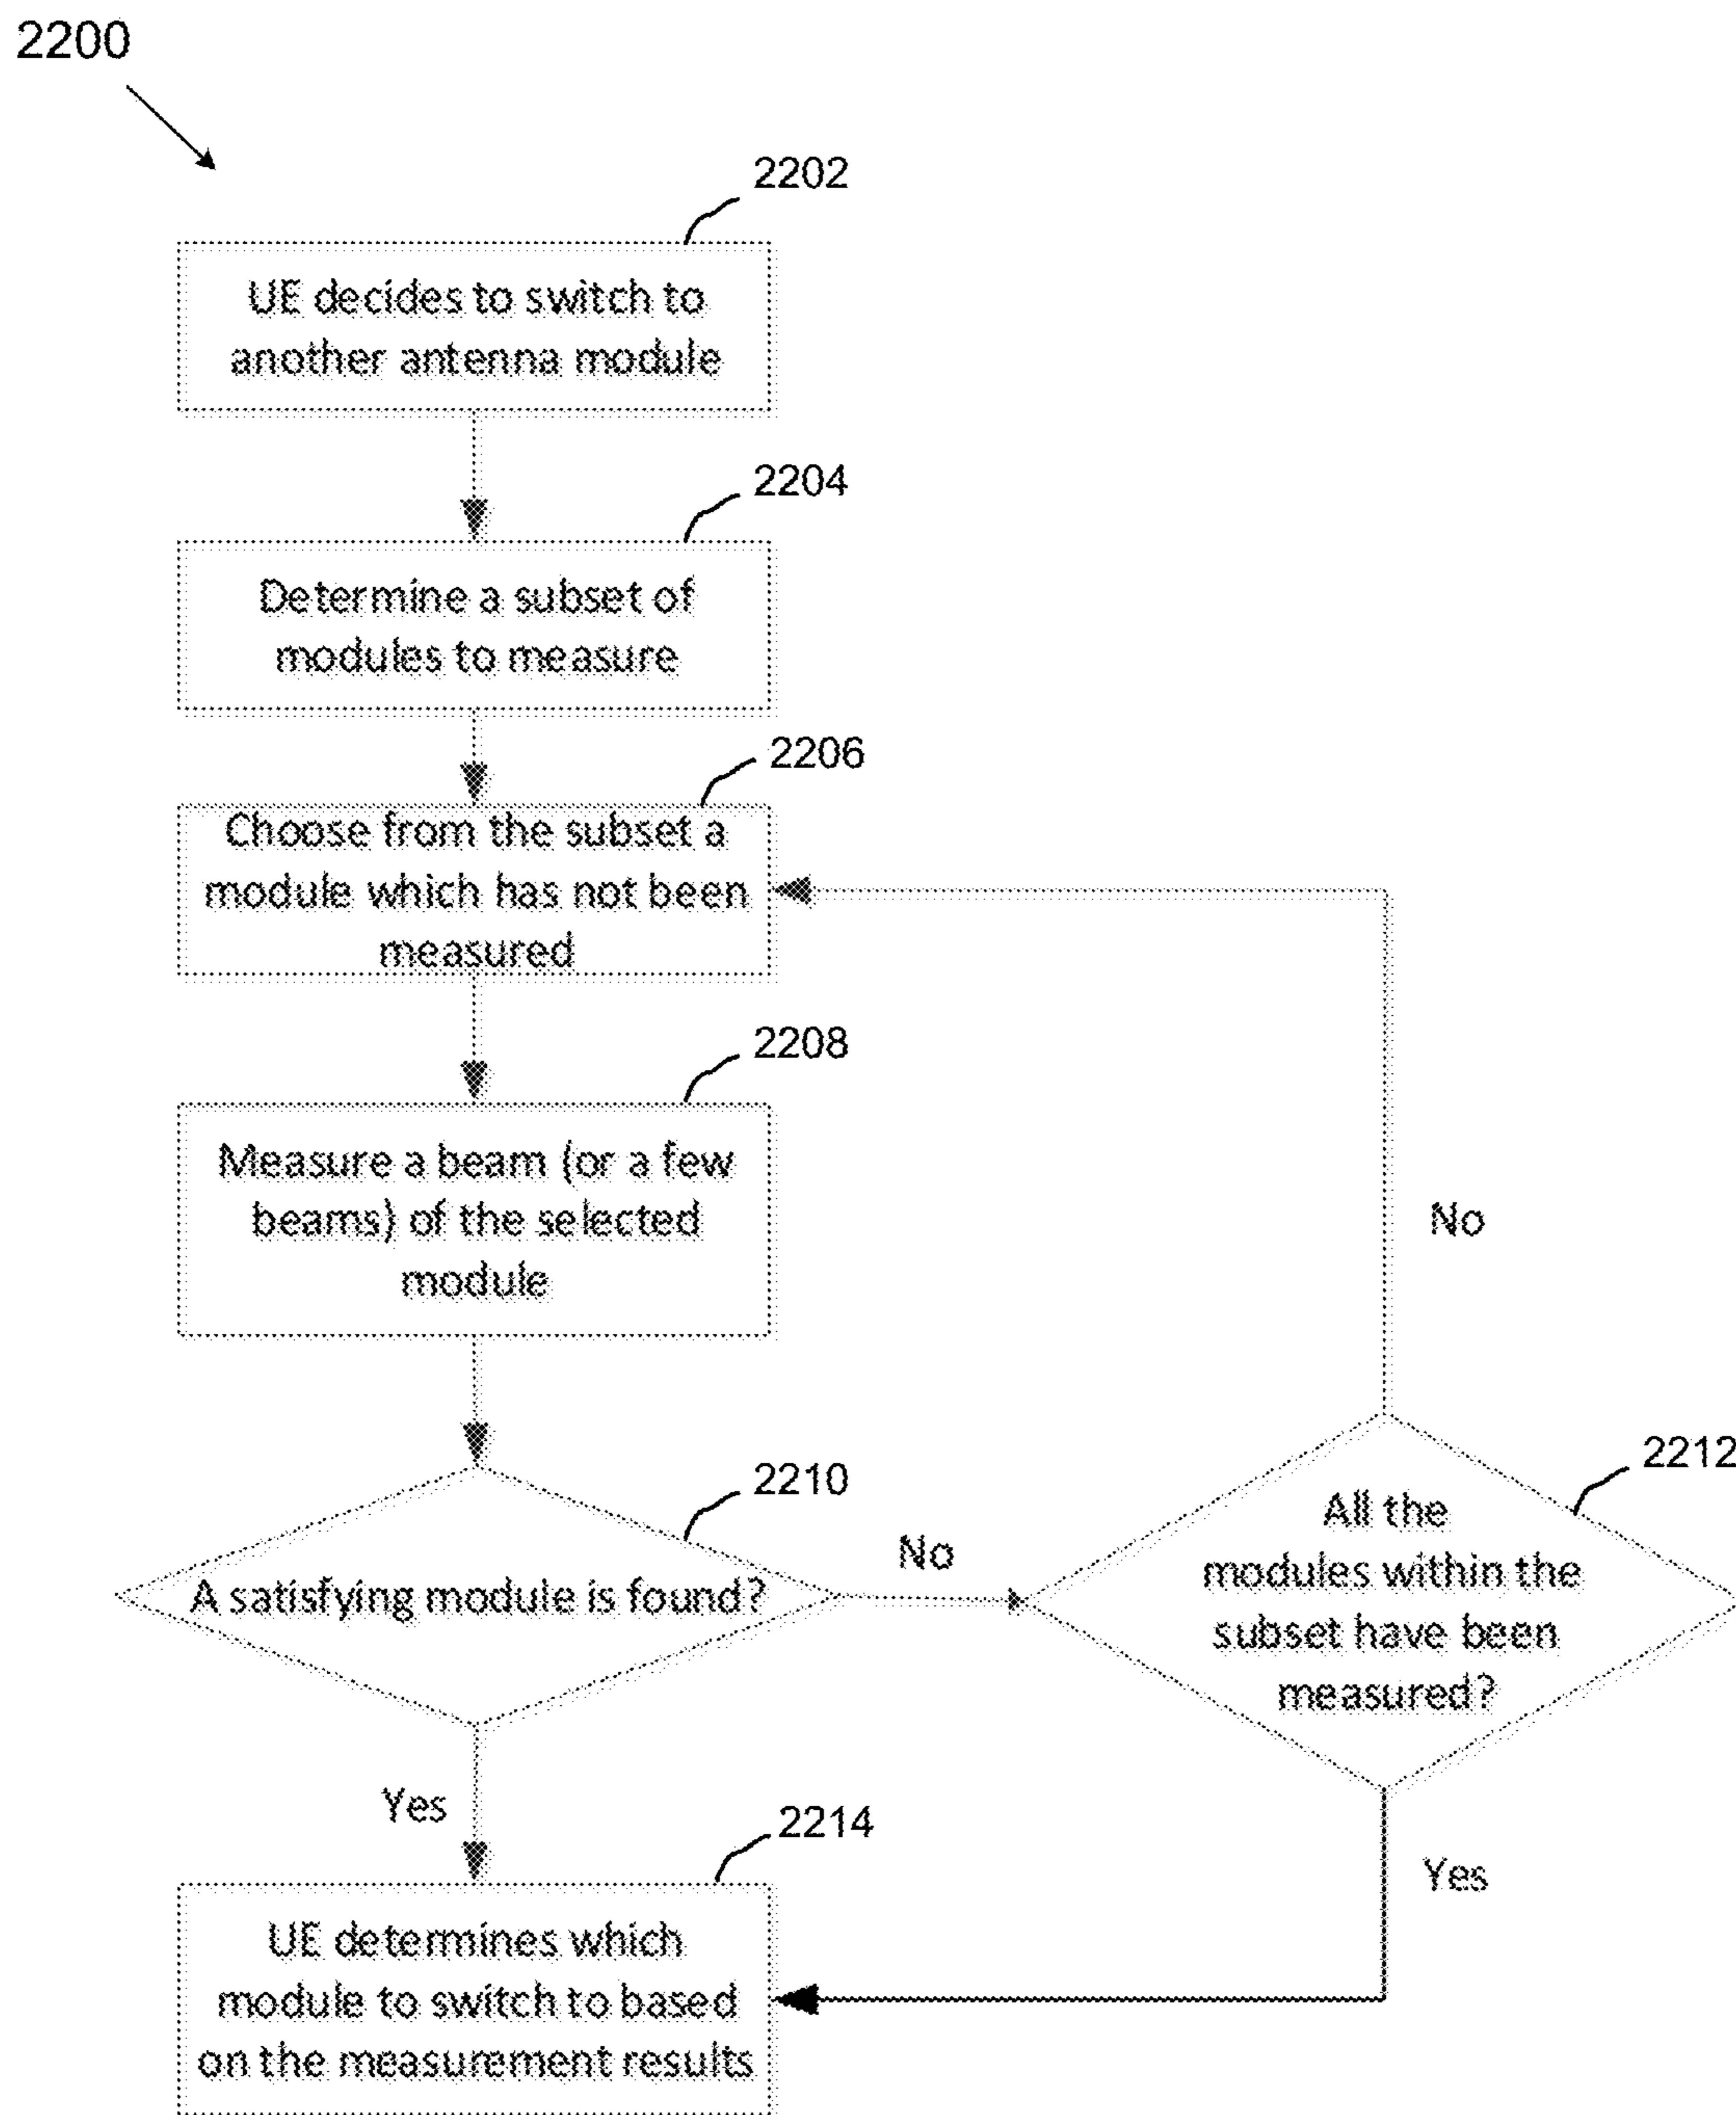 2200
2202
UE decides to switch to
another antenna module
2204
Determine a subset of
modules to measure
2206
Choose from the subset a
module which has not been
measured
2208
Measure a beam (or a few
beams) of the selected
module
No
2210
A satisfying module is found?
No
2212
All the
modules within the
subset have been
measured?
Yes
2214
Yes
UE determines which
module to switch to based
on the measurement results